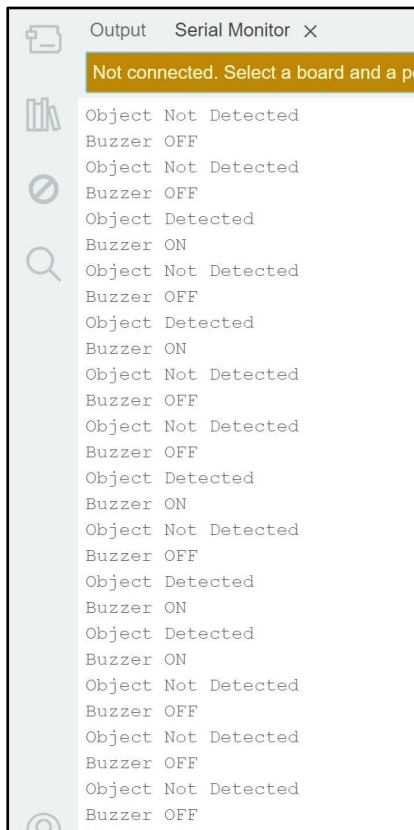 Output Serial Monitor ×
Not connected. Select a board and a
Object Not Detected
Buzzer OFF
Object Not Detected
Buzzer OFF
Object Detected
Buzzer ON
Object Not Detected
Buzzer OFF
Object Detected
Buzzer ON
Object Not Detected
Buzzer OFF
Object Not Detected
Buzzer OFF
Object Detected
Buzzer ON
Object Not Detected
Buzzer OFF
Object Detected
Buzzer ON
Object Detected
Buzzer ON
Object Not Detected
Buzzer OFF
Object Not Detected
Buzzer OFF
Object Not Detected
Buzzer OFF